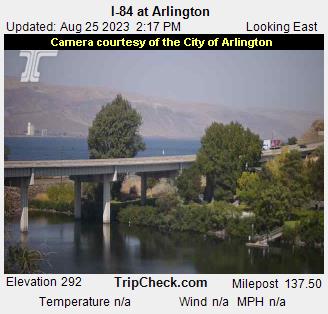 I-84 at Arlington
Updated: Aug 25 2023 2:17 PM Looking East
Camera courtesy of the City of Arlington
Elevation 292 TripCheck.com Milepost 137.50
Temperature n/a Wind n/a MPH n/a